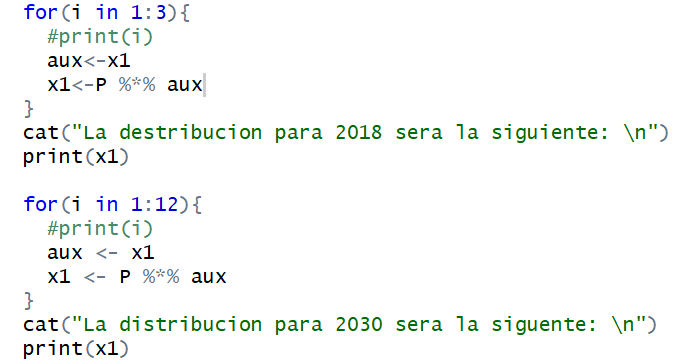 for(i in 1:3){
  #print(i)
  aux<-x1
  x1<-P %*% aux
}
cat("La destribucion para 2018 sera la siguiente: \n")
print(x1)

for(i in 1:12){
  #print(i)
  aux <- x1
  x1 <- P %*% aux
}
cat("La distribucion para 2030 sera la siguente: \n")
print(x1)